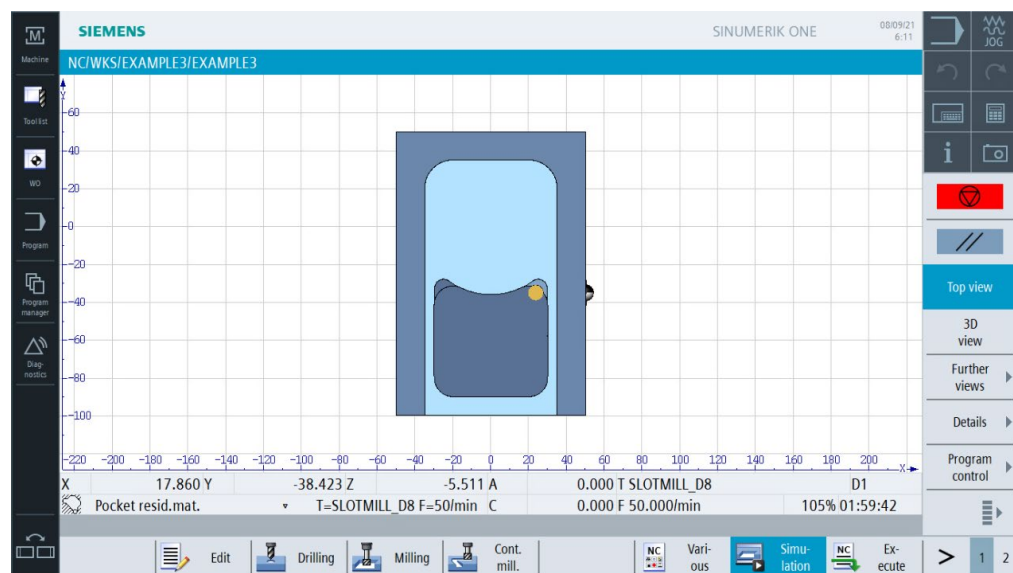 SIEMENS
SINUMERIK ONE
08/09/21
6:11
M
JOG
Machine
NC/WKS/EXAMPLE3/EXAMPLE3
Y
60
Tool list
40
i
20
WO
0
Program
-20
Top view
-40
Program
manager
3D
view
-60
Diag-
nostics
Further
views
-80
-100
Details
-220 -200 -180 -160 -140 -120 -100 -80 -60 -40 -20 0 20 40 60 80 100 120 140 160 180 200 X
Program
control
X 17.860 Y -38.423 Z -5.511 A 0.000 T SLOTMILL_D8 D1
Pocket resid.mat. T=SLOTMILL_D8 F=50/min C 0.000 F 50.000/min 105% 01:59:42
Edit
Drilling
Milling
Cont.
mill.
NC
Vari-
ous
Simu-
lation
NC
Ex-
ecute
> 1 2